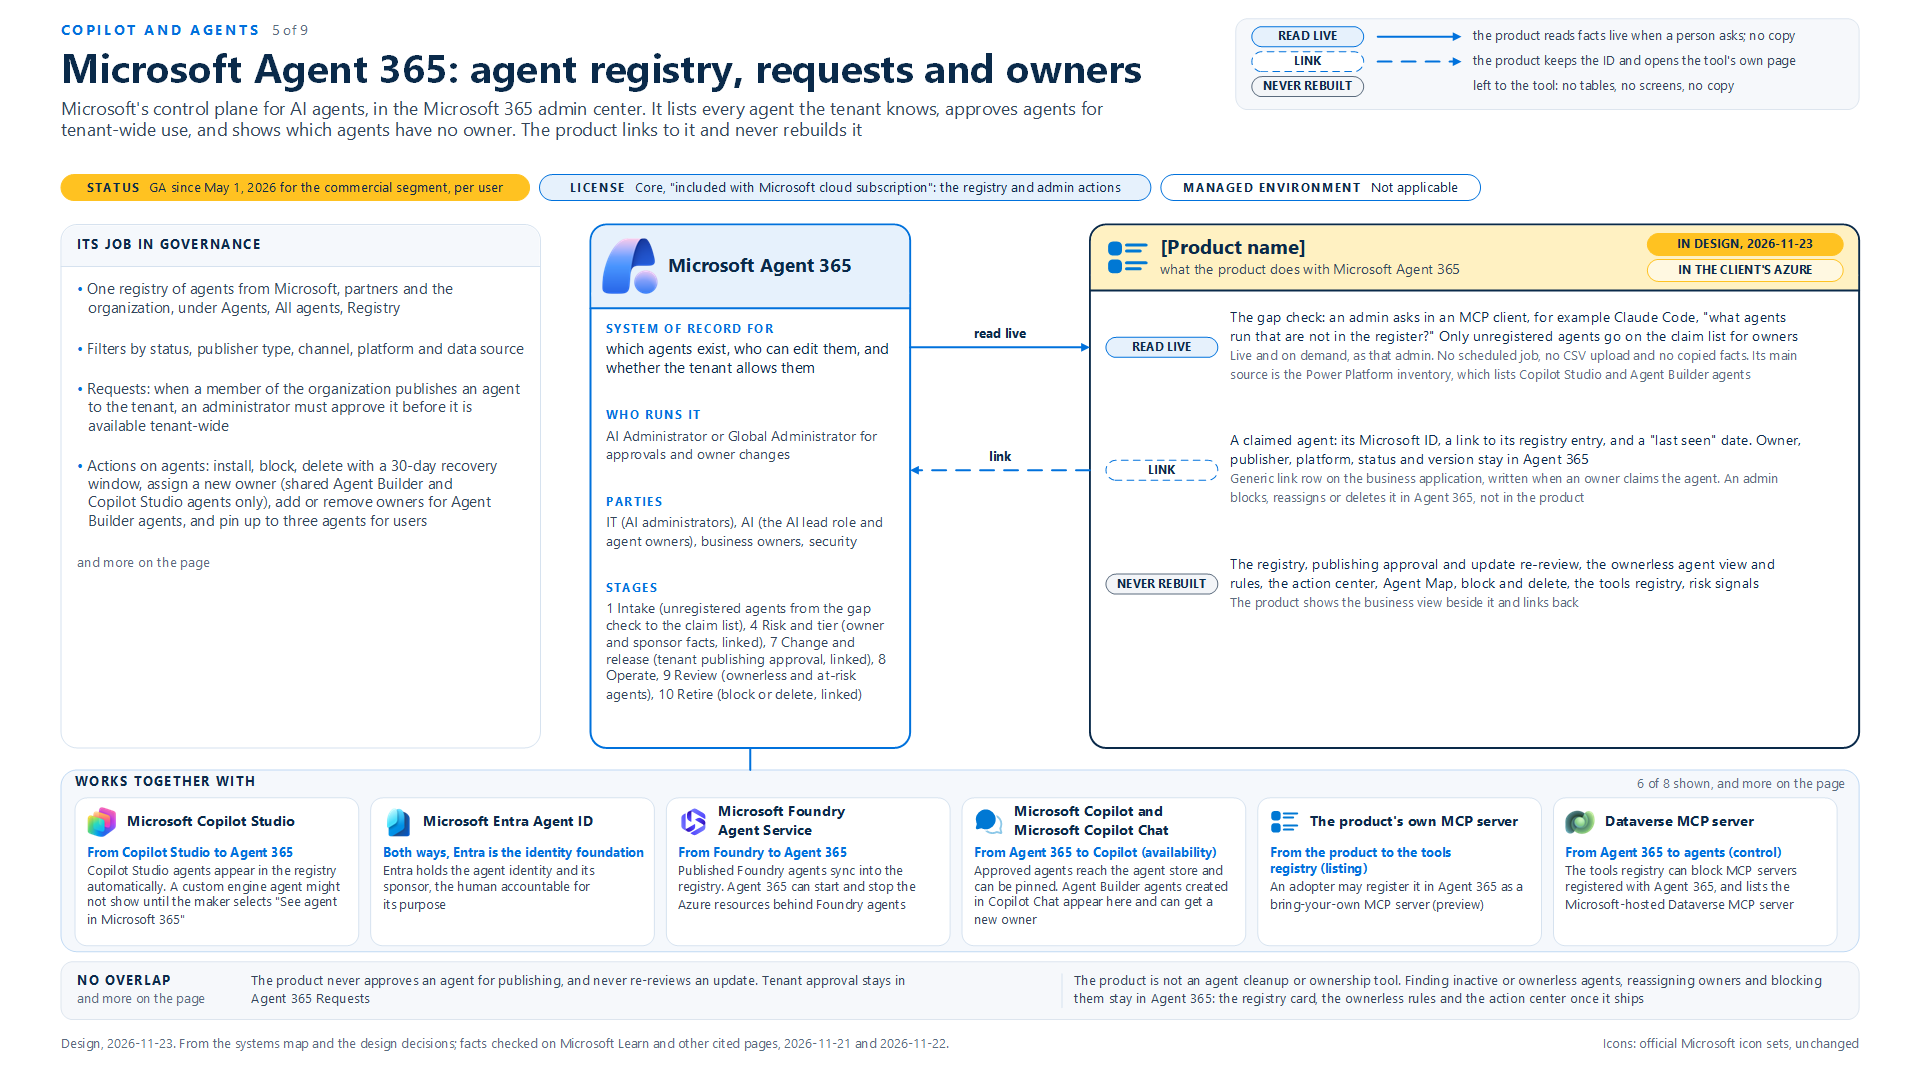 COPILOT AND AGENTS 5 of 9
Microsoft Agent 365: agent registry, requests and owners
Microsoft's control plane for AI agents, in the Microsoft 365 admin center. It lists every agent the tenant knows, approves agents for
tenant-wide use, and shows which agents have no owner. The product links to it and never rebuilds it
READ LIVE the product reads facts live when a person asks; no copy
LINK the product keeps the ID and opens the tool's own page
NEVER REBUILT left to the tool: no tables, no screens, no copy
STATUS GA since May 1, 2026 for the commercial segment, per user
LICENSE Core, "included with Microsoft cloud subscription": the registry and admin actions
MANAGED ENVIRONMENT Not applicable
ITS JOB IN GOVERNANCE
• One registry of agents from Microsoft, partners and the
organization, under Agents, All agents, Registry
• Filters by status, publisher type, channel, platform and data source
• Requests: when a member of the organization publishes an agent
to the tenant, an administrator must approve it before it is
available tenant-wide
• Actions on agents: install, block, delete with a 30-day recovery
window, assign a new owner (shared Agent Builder and
Copilot Studio agents only), add or remove owners for Agent
Builder agents, and pin up to three agents for users
and more on the page
Microsoft Agent 365
SYSTEM OF RECORD FOR
which agents exist, who can edit them, and
whether the tenant allows them
WHO RUNS IT
AI Administrator or Global Administrator for
approvals and owner changes
PARTIES
IT (AI administrators), AI (the AI lead role and
agent owners), business owners, security
STAGES
1 Intake (unregistered agents from the gap
check to the claim list), 4 Risk and tier (owner
and sponsor facts, linked), 7 Change and
release (tenant publishing approval, linked), 8
Operate, 9 Review (ownerless and at-risk
agents), 10 Retire (block or delete, linked)
read live
link
[Product name]
what the product does with Microsoft Agent 365
IN DESIGN, 2026-11-23
IN THE CLIENT'S AZURE
READ LIVE
The gap check: an admin asks in an MCP client, for example Claude Code, "what agents
run that are not in the register?" Only unregistered agents go on the claim list for owners
Live and on demand, as that admin. No scheduled job, no CSV upload and no copied facts. Its main
source is the Power Platform inventory, which lists Copilot Studio and Agent Builder agents
LINK
A claimed agent: its Microsoft ID, a link to its registry entry, and a "last seen" date. Owner,
publisher, platform, status and version stay in Agent 365
Generic link row on the business application, written when an owner claims the agent. An admin
blocks, reassigns or deletes it in Agent 365, not in the product
NEVER REBUILT
The registry, publishing approval and update re-review, the ownerless agent view and
rules, the action center, Agent Map, block and delete, the tools registry, risk signals
The product shows the business view beside it and links back
WORKS TOGETHER WITH
6 of 8 shown, and more on the page
Microsoft Copilot Studio
From Copilot Studio to Agent 365
Copilot Studio agents appear in the registry
automatically. A custom engine agent might
not show until the maker selects "See agent
in Microsoft 365"
Microsoft Entra Agent ID
Both ways, Entra is the identity foundation
Entra holds the agent identity and its
sponsor, the human accountable for
its purpose
Microsoft Foundry
Agent Service
From Foundry to Agent 365
Published Foundry agents sync into the
registry. Agent 365 can start and stop the
Azure resources behind Foundry agents
Microsoft Copilot and
Microsoft Copilot Chat
From Agent 365 to Copilot (availability)
Approved agents reach the agent store and
can be pinned. Agent Builder agents created
in Copilot Chat appear here and can get a
new owner
The product's own MCP server
From the product to the tools
registry (listing)
An adopter may register it in Agent 365 as a
bring-your-own MCP server (preview)
Dataverse MCP server
From Agent 365 to agents (control)
The tools registry can block MCP servers
registered with Agent 365, and lists the
Microsoft-hosted Dataverse MCP server
NO OVERLAP
and more on the page
The product never approves an agent for publishing, and never re-reviews an update. Tenant approval stays in
Agent 365 Requests
The product is not an agent cleanup or ownership tool. Finding inactive or ownerless agents, reassigning owners and blocking
them stay in Agent 365: the registry card, the ownerless rules and the action center once it ships
Design, 2026-11-23. From the systems map and the design decisions; facts checked on Microsoft Learn and other cited pages, 2026-11-21 and 2026-11-22.
Icons: official Microsoft icon sets, unchanged